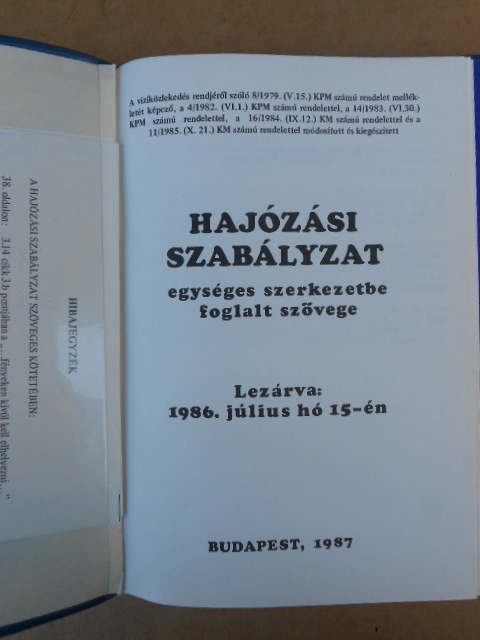 A viziközlekedés rendjéről szóló 8/1979. (V.15.) KPM számú rendelet mellék-
letét képező, a 4/1982. (VI.1.) KPM számú rendelettel, a 14/1983. (VI.30.)
KPM számú rendelettel, a 16/1984. (IX.12.) KM számú rendelettel és a
11/1985. (X. 21.) KM számú rendelettel módosított és kiegészített
HAJÓZÁSI
SZABÁLYZAT
egységes szerkezetbe
foglalt szövege
Lezárva:
1986. július hó 15-én
BUDAPEST, 1987
HIBAJEGYZÉK
A HAJÓZÁSI SZABÁLYZAT SZÖVEGES KÖTETÉBEN:
38. oldalon: 3.14 cikk 3.b pontjában a „...fényeken kívül kell elhelyezni..."